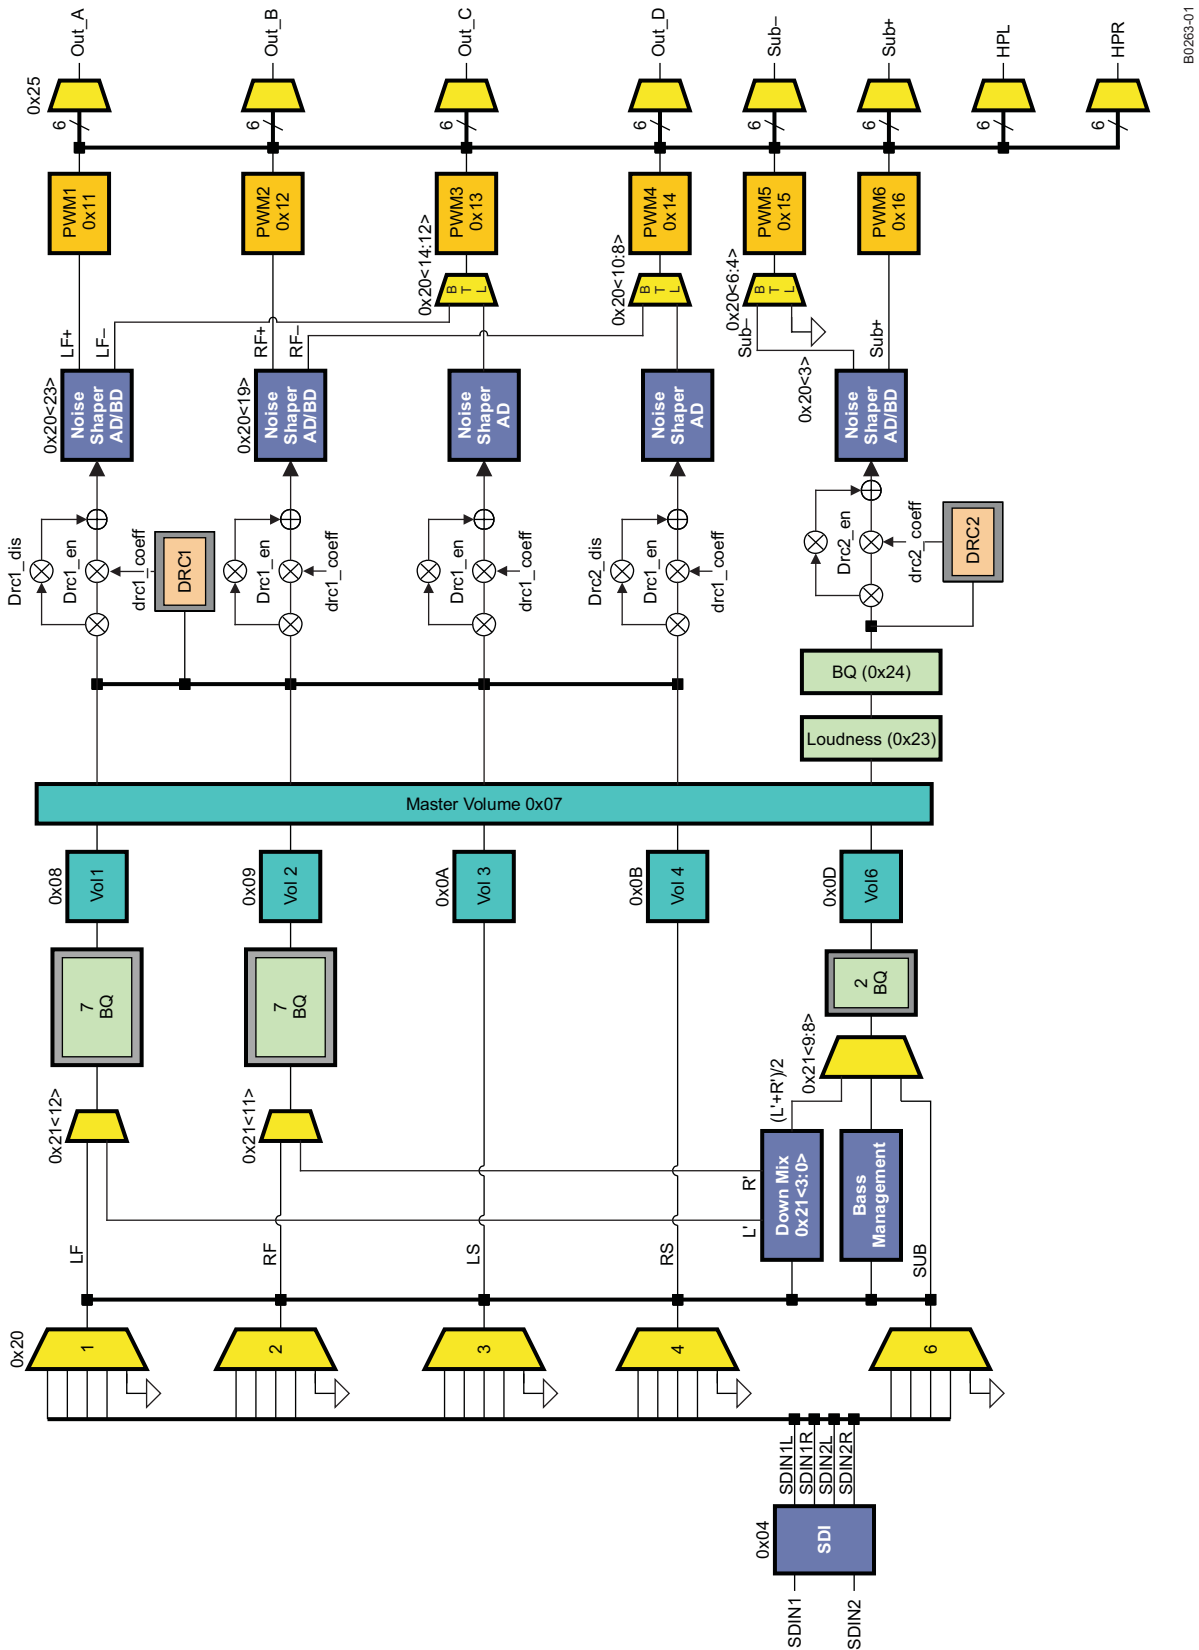 SDIN1
SDIN2
0x04
SDI
SDIN1L
SDIN1R
SDIN2L
SDIN2R
0x20
1
2
3
4
6
LF
RF
LS
RS
SUB
L'
R'
Down Mix
0x21<3:0>
Bass
Management
(L'+R')/2
0x21<12>
0x21<11>
0x21<9:8>
7
BQ
7
BQ
2
BQ
0x08
Vol1
0x09
Vol 2
0x0A
Vol 3
0x0B
Vol 4
0x0D
Vol6
Master Volume 0x07
Loudness (0x23)
BQ (0x24)
Drc1_dis
Drc1_en
drc1_coeff
DRC1
Drc1_en
drc1_coeff
Drc1_en
drc1_coeff
Drc2_dis
Drc1_en
drc1_coeff
Drc2_en
drc2_coeff
DRC2
0x20<23>
Noise
Shaper
AD/BD
0x20<19>
Noise
Shaper
AD/BD
Noise
Shaper
AD
Noise
Shaper
AD
0x20<3>
Noise
Shaper
AD/BD
LF+
LF–
RF+
RF–
Sub–
Sub+
0x20<14:12>
B
T
L
0x20<10:8>
B
T
L
0x20<6:4>
B
T
L
PWM1
0x11
PWM2
0x12
PWM3
0x13
PWM4
0x14
PWM5
0x15
PWM6
0x16
0x25
6
6
6
6
6
6
6
6
Out_A
Out_B
Out_C
Out_D
Sub–
Sub+
HPL
HPR
B0263-01